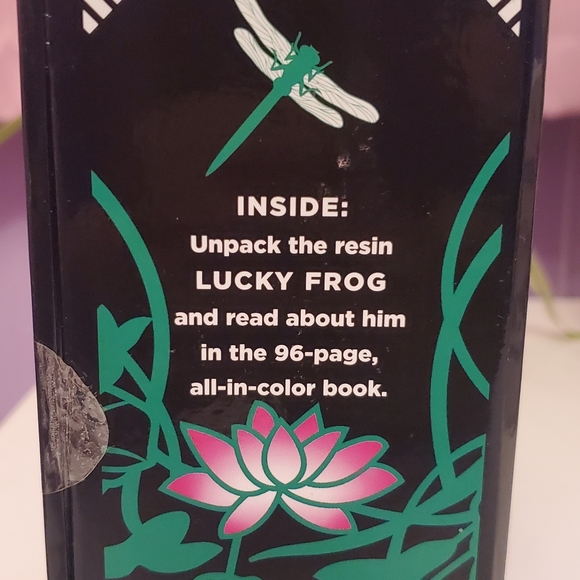 INSIDE:
Unpack the resin
LUCKY FROG
and read about him
in the 96-page,
all-in-color book.